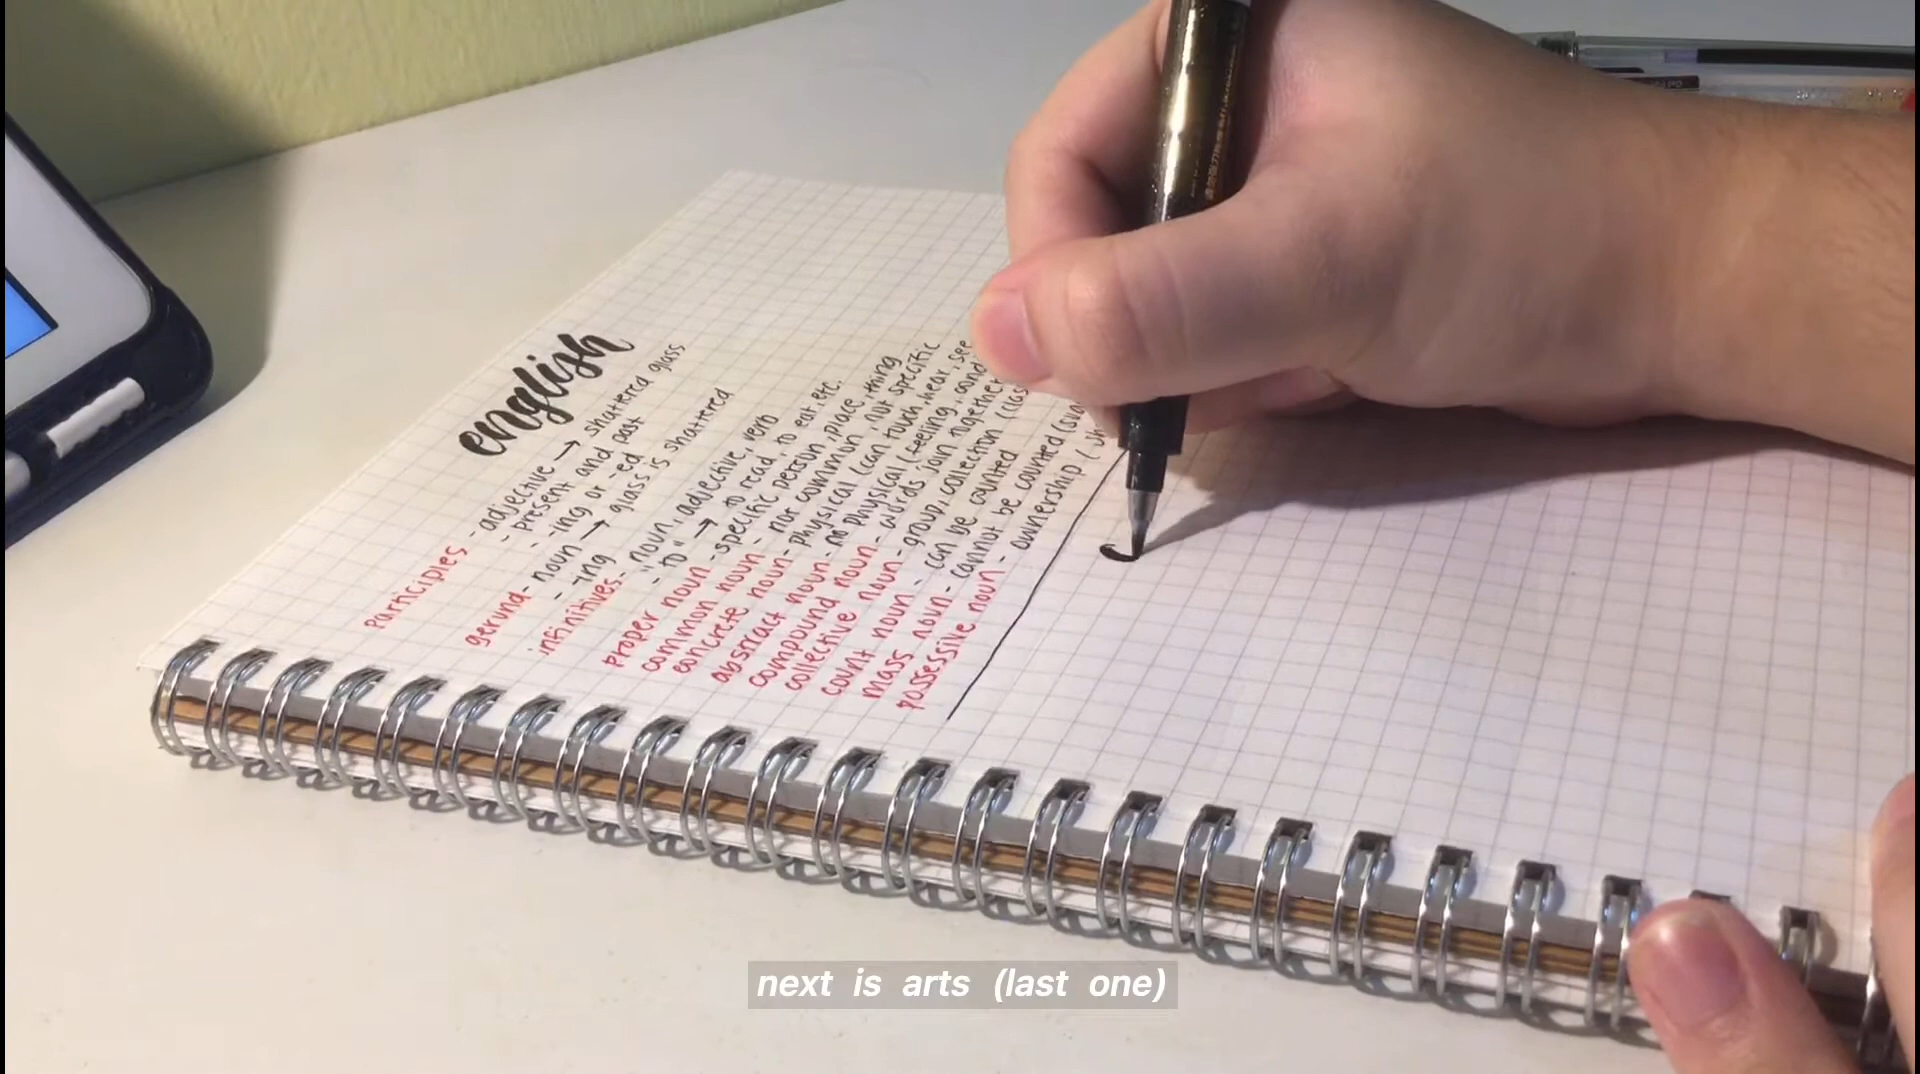 english
participles - adjective → shattered glass
- present and past
- -ing or -ed
gerund - noun → glass is shattered
- -ing
infinitives - noun, adjective, verb
- "to" → to read, to eat, etc.
proper noun - specific person, place, thing
common noun - not common, not specific
concrete noun - physical (can touch, hear, see
abstract noun - no physical (feeling,
compound noun - words join together
collective noun - group, collection
count noun - can be counted
mass noun - cannot be counted
possessive noun - ownership
next is arts (last one)